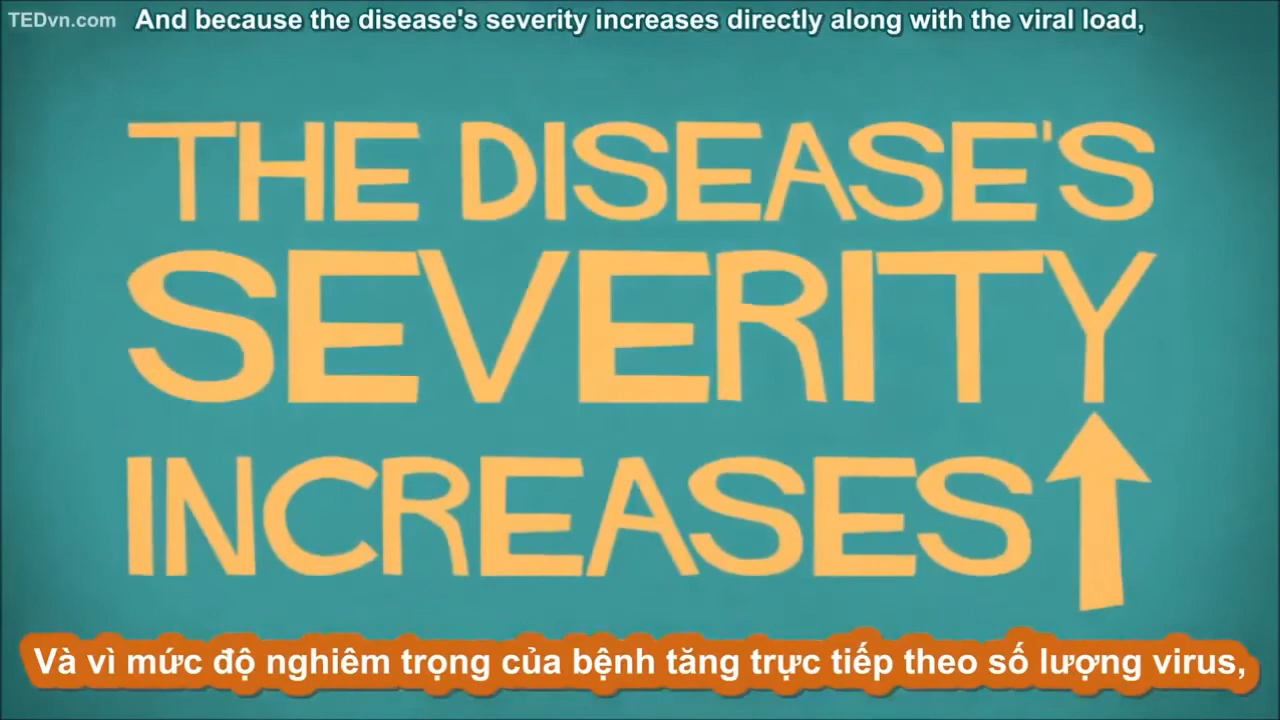 TEDvn.com
And because the disease's severity increases directly along with the viral load,
THE DISEASE'S
SEVERITY
INCREASES
Và vì mức độ nghiêm trọng của bệnh tăng trực tiếp theo số lượng virus,